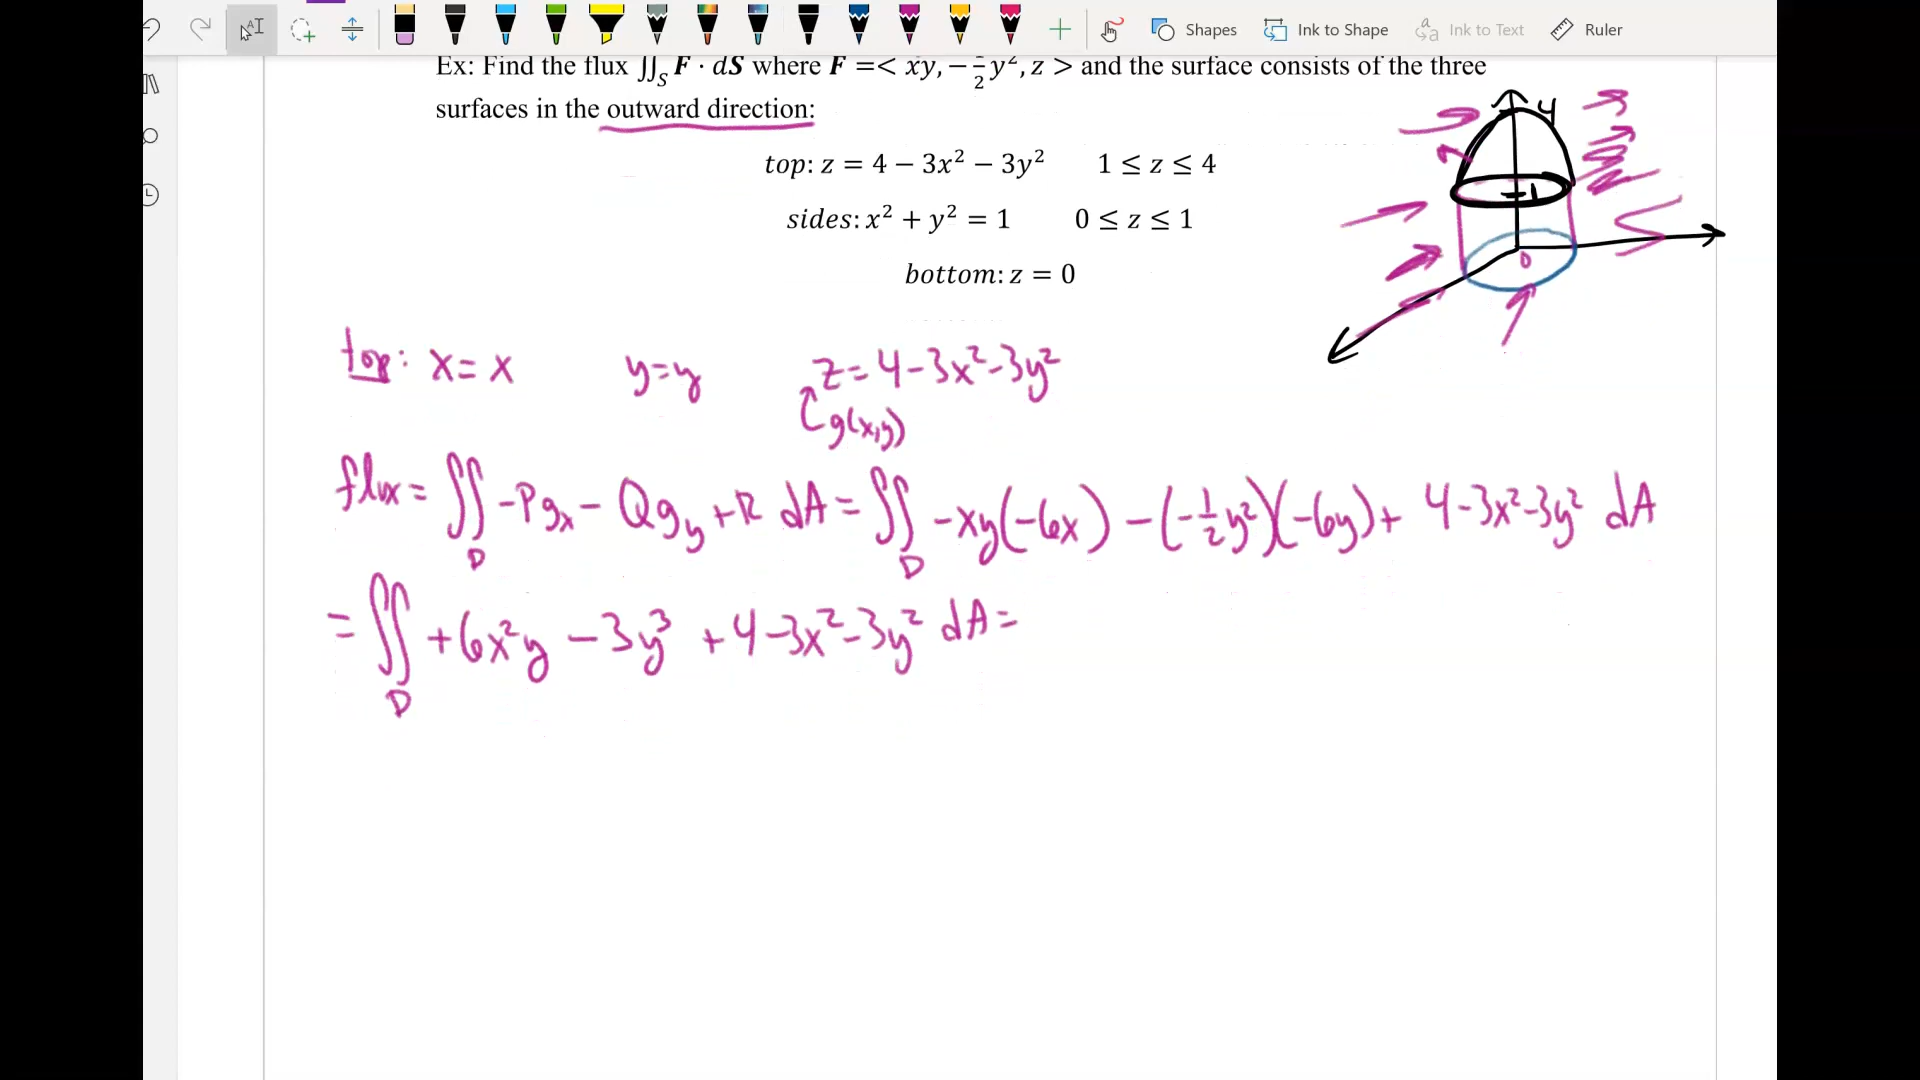 Shapes Ink to Shape Ink to Text Ruler
Ex: Find the flux ∬_S F · dS where F =< xy, −½y², z > and the surface consists of the three
surfaces in the outward direction:
top: z = 4 − 3x² − 3y² 1 ≤ z ≤ 4
sides: x² + y² = 1 0 ≤ z ≤ 1
bottom: z = 0
4
1
0
top: x = x y = y z = 4 − 3x² − 3y²
g(x,y)
flux = ∬_D −Pg_x − Qg_y + R dA = ∬_D −xy(−6x) − (−½y²)(−6y) + 4 − 3x² − 3y² dA
= ∬_D +6x²y − 3y³ + 4 − 3x² − 3y² dA =